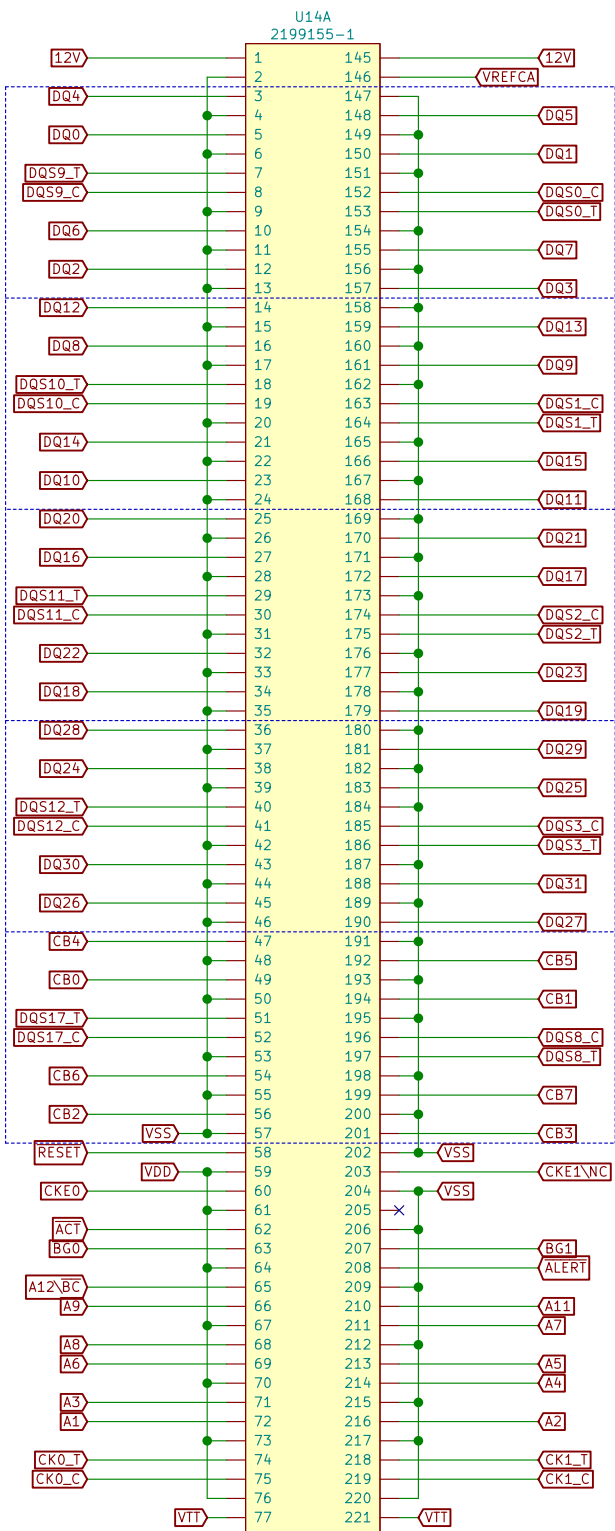 U14A
2199155-1
12V 1 145 12V
2 146 VREFCA
DQ4 3 147
4 148 DQ5
DQ0 5 149
6 150 DQ1
DQS9_T 7 151
DQS9_C 8 152 DQS0_C
9 153 DQS0_T
DQ6 10 154
11 155 DQ7
DQ2 12 156
13 157 DQ3
DQ12 14 158
15 159 DQ13
DQ8 16 160
17 161 DQ9
DQS10_T 18 162
DQS10_C 19 163 DQS1_C
20 164 DQS1_T
DQ14 21 165
22 166 DQ15
DQ10 23 167
24 168 DQ11
DQ20 25 169
26 170 DQ21
DQ16 27 171
28 172 DQ17
DQS11_T 29 173
DQS11_C 30 174 DQS2_C
31 175 DQS2_T
DQ22 32 176
33 177 DQ23
DQ18 34 178
35 179 DQ19
DQ28 36 180
37 181 DQ29
DQ24 38 182
39 183 DQ25
DQS12_T 40 184
DQS12_C 41 185 DQS3_C
42 186 DQS3_T
DQ30 43 187
44 188 DQ31
DQ26 45 189
46 190 DQ27
CB4 47 191
48 192 CB5
CB0 49 193
50 194 CB1
DQS17_T 51 195
DQS17_C 52 196 DQS8_C
53 197 DQS8_T
CB6 54 198
55 199 CB7
CB2 56 200
VSS 57 201 CB3
RESET 58 202 VSS
VDD 59 203 CKE1\NC
CKE0 60 204 VSS
61 205
ACT 62 206
BG0 63 207 BG1
64 208 ALERT
A12\BC 65 209
A9 66 210 A11
67 211 A7
A8 68 212
A6 69 213 A5
70 214 A4
A3 71 215
A1 72 216 A2
73 217
CK0_T 74 218 CK1_T
CK0_C 75 219 CK1_C
76 220
VTT 77 221 VTT